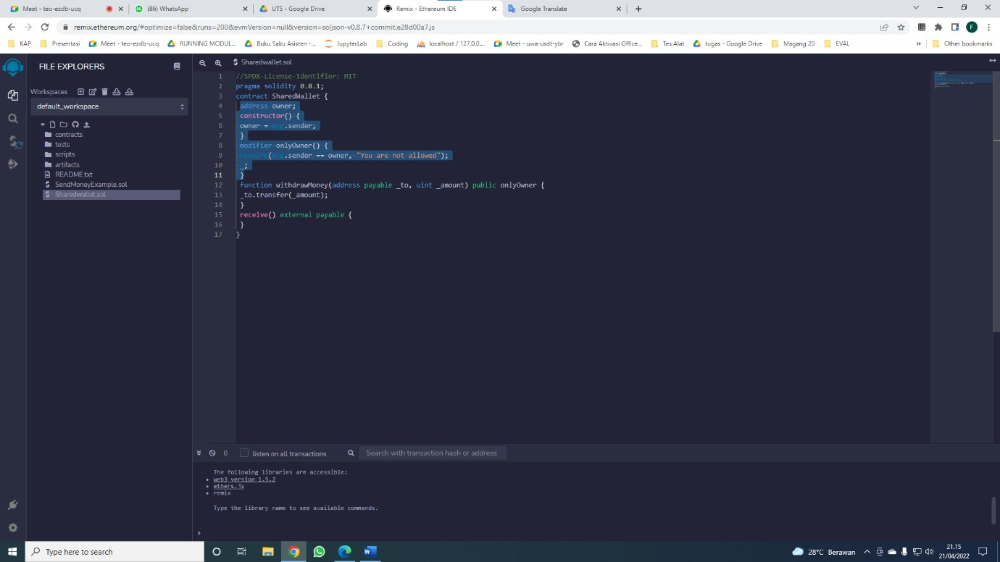 Meet - teo-ezdb-ucq
(86) WhatsApp
UTS - Google Drive
Remix - Ethereum IDE
Google Translate
remix.ethereum.org/#optimize=false&runs=200&evmVersion=null&version=soljson-v0.8.7+commit.e28d00a7.js
F
KAP
Presentasi
Meet - teo-ezdb-ucq
RUNNING MODUL...
Buku Saku Asisten -...
JupyterLab
Coding
localhost / 127.0.0....
Meet - uwa-usdt-ybr
Cara Aktivasi Office...
Tes Alat
tugas - Google Drive
Magang 20
EVAL
»
Other bookmarks
FILE EXPLORERS
Workspaces
default_workspace
contracts
tests
scripts
artifacts
README.txt
SendMoneyExample.sol
Sharedwallet.sol
Sharedwallet.sol
1 //SPDX-License-Identifier: MIT
2 pragma solidity 0.8.1;
3 contract SharedWallet {
4 address owner;
5 constructor() {
6 owner = msg.sender;
7 }
8 modifier onlyOwner() {
9 require(msg.sender == owner, "You are not allowed");
10 _;
11 }
12 function withdrawMoney(address payable _to, uint _amount) public onlyOwner {
13 _to.transfer(_amount);
14 }
15 receive() external payable {
16 }
17 }
0
listen on all transactions
Search with transaction hash or address
The following libraries are accessible:
• web3 version 1.5.2
• ethers.js
• remix
Type the library name to see available commands.
>
Type here to search
28°C Berawan
21.15
21/04/2022